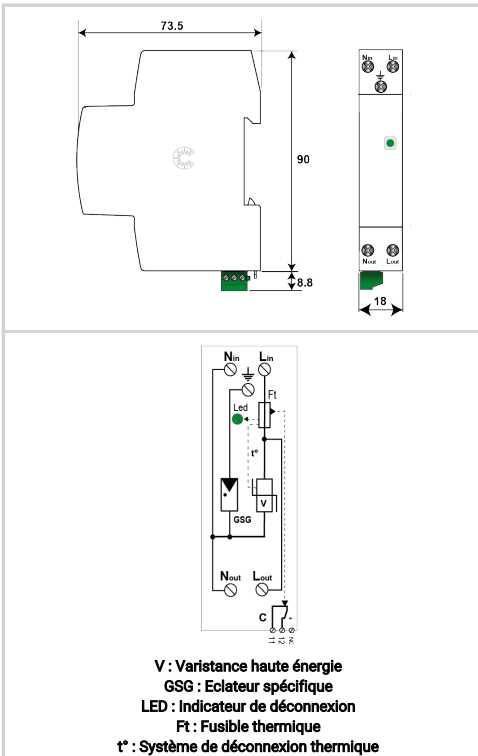 73.5
Nin Lin
90
Nout Lout
8.8
18
Nin Lin
Ft
Led
t°
V
GSG
Nout Lout
C
11 12 nc
V : Varistance haute énergie
GSG : Eclateur spécifique
LED : Indicateur de déconnexion
Ft : Fusible thermique
t° : Système de déconnexion thermique